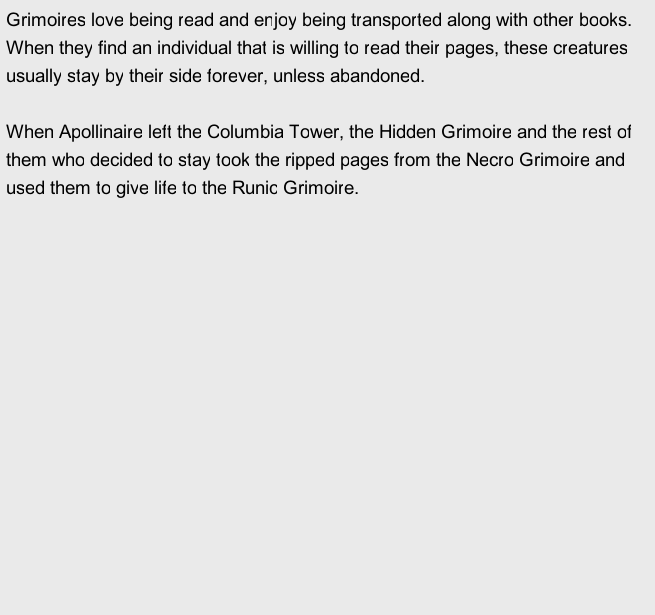 Grimoires love being read and enjoy being transported along with other books.
When they find an individual that is willing to read their pages, these creatures
usually stay by their side forever, unless abandoned.
When Apollinaire left the Columbia Tower, the Hidden Grimoire and the rest of
them who decided to stay took the ripped pages from the Necro Grimoire and
used them to give life to the Runic Grimoire.